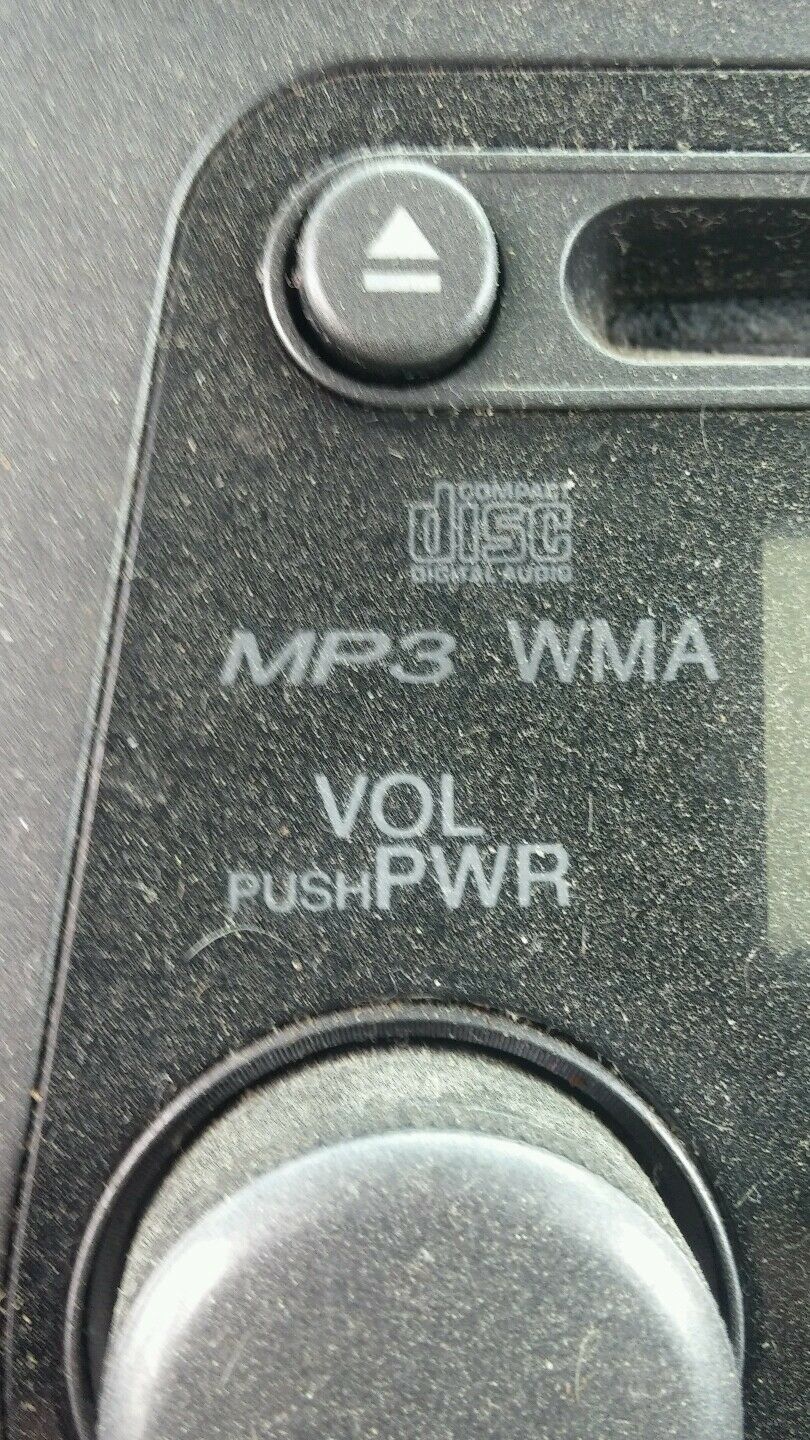 COMPACT
disc
DIGITAL AUDIO
MP3 WMA
VOL
PUSH PWR